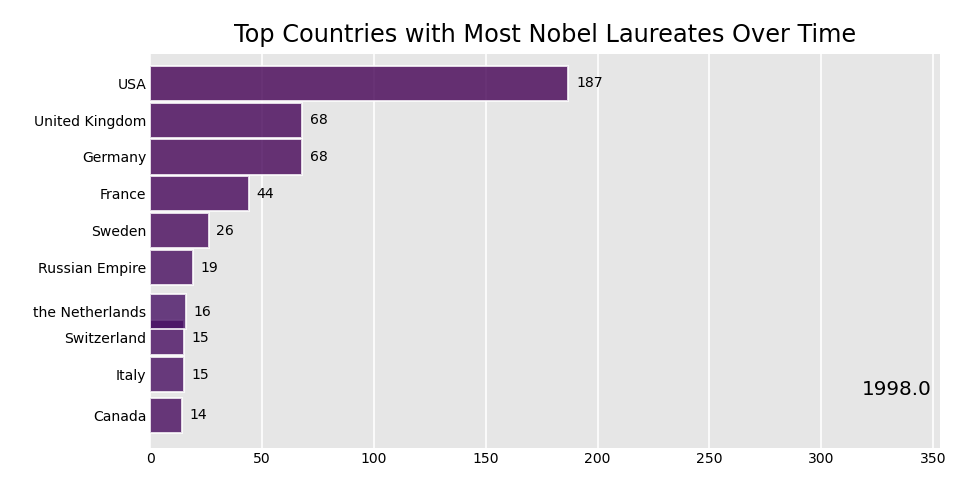 Top Countries with Most Nobel Laureates Over Time
USA 187
United Kingdom 68
Germany 68
France 44
Sweden 26
Russian Empire 19
the Netherlands 16
Switzerland 15
Italy 15
1998.0
Canada 14
0 50 100 150 200 250 300 350